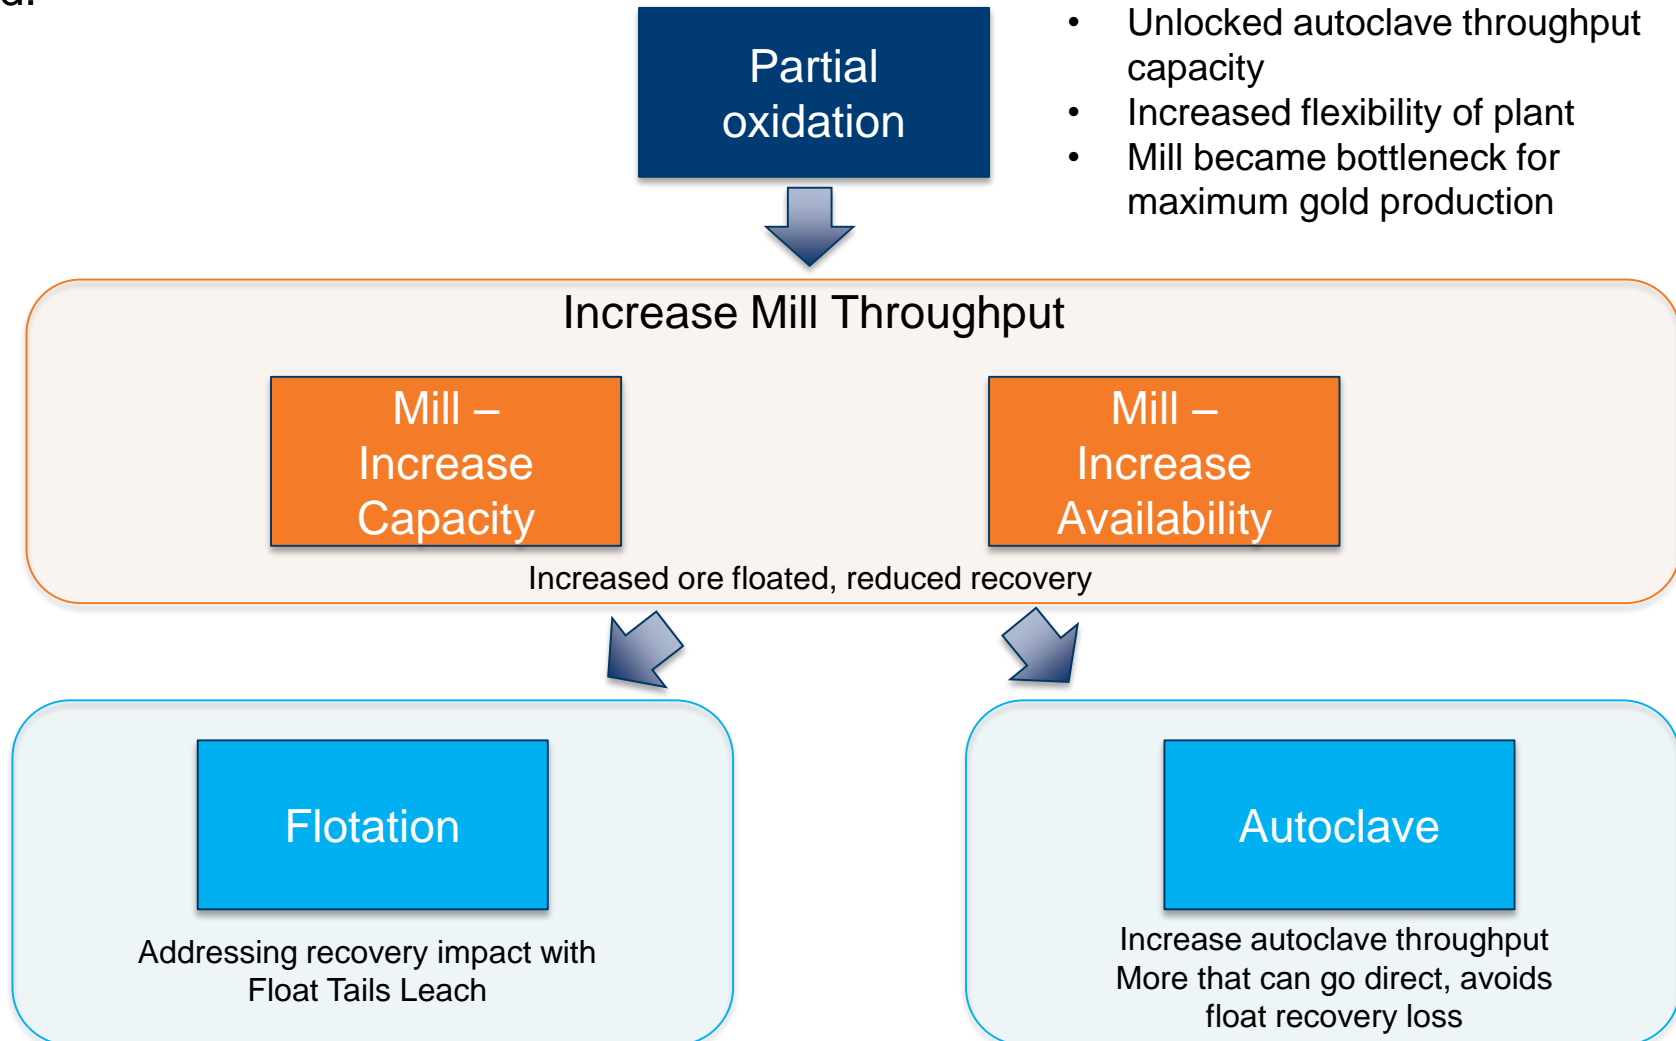 d.
Partial
oxidation
• Unlocked autoclave throughput
capacity
• Increased flexibility of plant
• Mill became bottleneck for
maximum gold production
Increase Mill Throughput
Mill –
Increase
Capacity
Mill –
Increase
Availability
Increased ore floated, reduced recovery
Flotation
Addressing recovery impact with
Float Tails Leach
Autoclave
Increase autoclave throughput
More that can go direct, avoids
float recovery loss